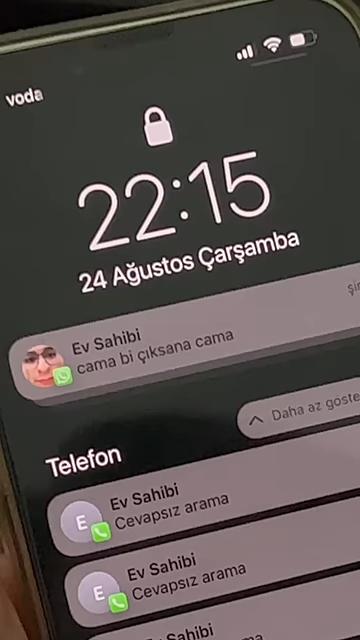 voda
22:15
24 Ağustos Çarşamba
Ev Sahibi
cama bi çıksana cama
Daha az göste
Telefon
E
Ev Sahibi
Cevapsız arama
E
Ev Sahibi
Cevapsız arama
Sahibi